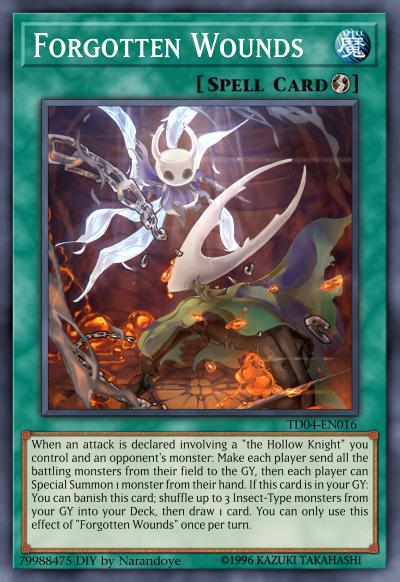 FORGOTTEN WOUNDS
SPELL
魔
[SPELL CARD]
TD04-EN016
When an attack is declared involving a "the Hollow Knight" you
control and an opponent's monster: Make each player send all the
battling monsters from their field to the GY, then each player can
Special Summon 1 monster from their hand. If this card is in your GY:
You can banish this card; shuffle up to 3 Insect-Type monsters from
your GY into your Deck, then draw 1 card. You can only use this
effect of "Forgotten Wounds" once per turn.
79988475 DIY by Narandoye ©1996 KAZUKI TAKAHASHI